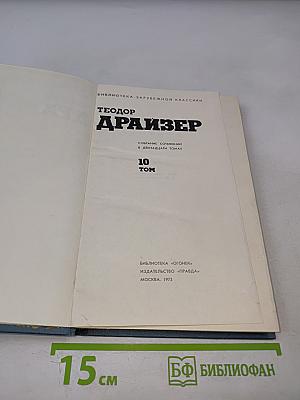 БИБЛИОТЕКА ЗАРУБЕЖНОЙ КЛАССИКИ
ТЕОДОР
ДРАЙЗЕР
СОБРАНИЕ СОЧИНЕНИЙ
В ДВЕНАДЦАТИ ТОМАХ
10
ТОМ
БИБЛИОТЕКА «ОГОНЕК»
ИЗДАТЕЛЬСТВО «ПРАВДА»
МОСКВА. 1973
15 см
БФ БИБЛИОФАН